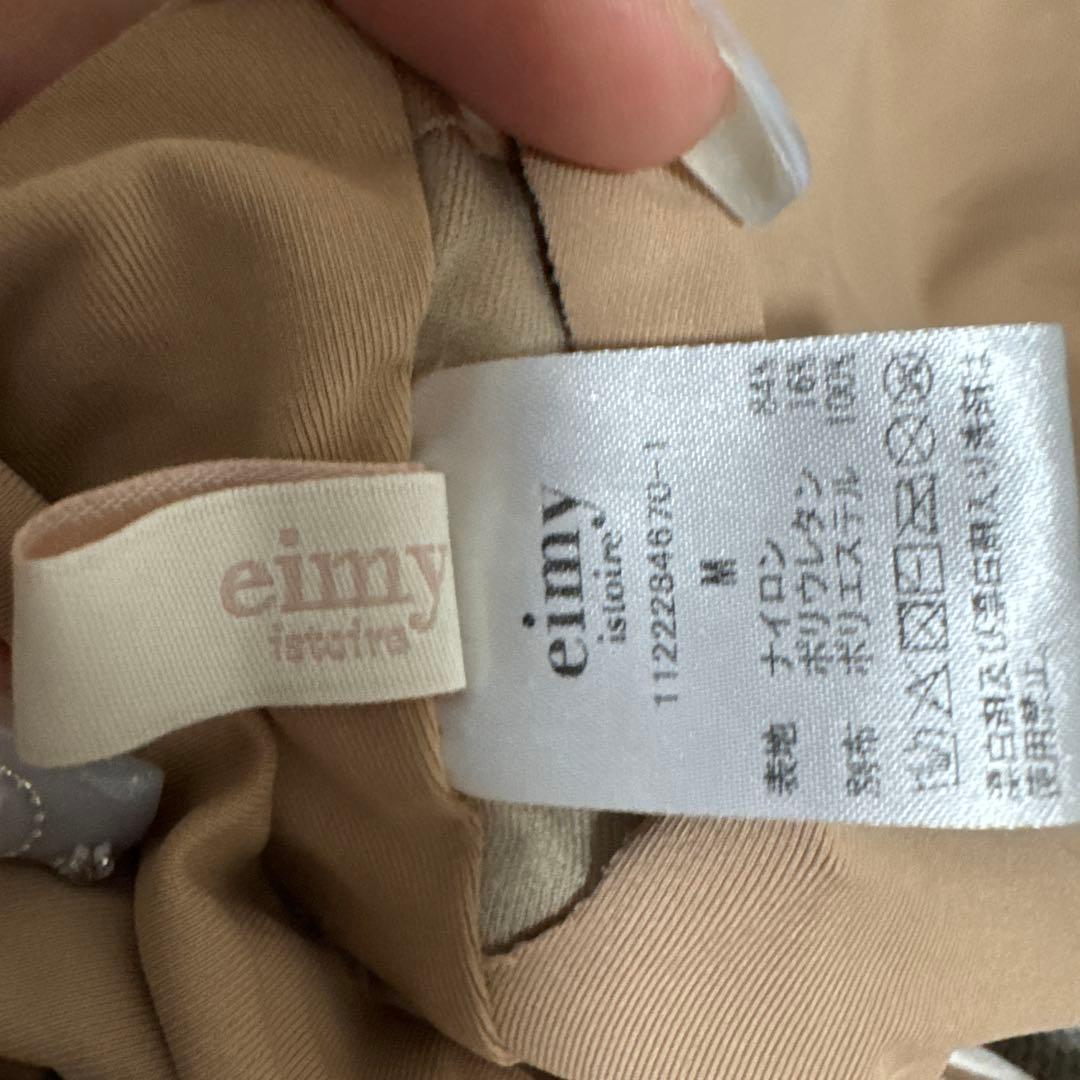 eimy
istoire
eimy
istoire
1122284670-1
M
表地 ナイロン 84%
ポリウレタン 16%
別布 ポリエステル 100%
漂白剤及び蛍光増白剤入り洗剤は
使用禁止。